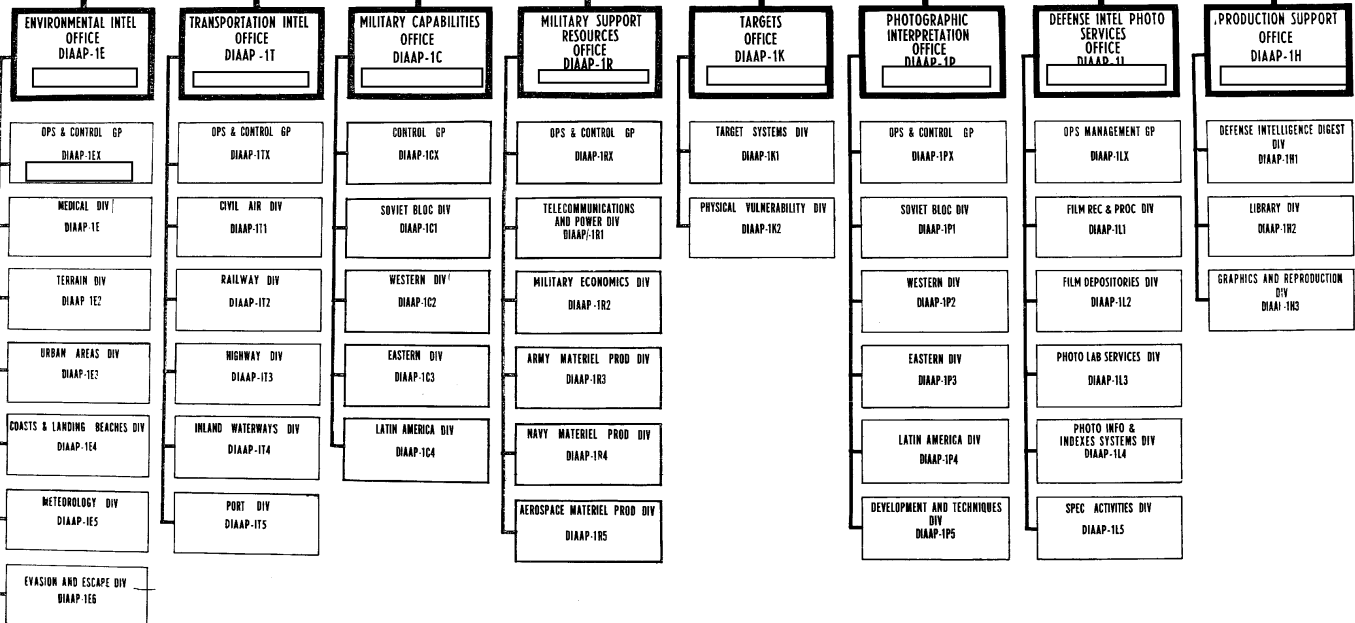 ENVIRONMENTAL INTEL
OFFICE
DIAAP-1E
OPS & CONTROL GP
DIAAP-1EX
MEDICAL DIV
DIAAP-1E
TERRAIN DIV
DIAAP 1E2
URBAN AREAS DIV
DIAAP-1E3
COASTS & LANDING BEACHES DIV
DIAAP-1E4
METEOROLOGY DIV
DIAAP-1E5
EVASION AND ESCAPE DIV
DIAAP-1E6
TRANSPORTATION INTEL
OFFICE
DIAAP -1T
OPS & CONTROL GP
DIAAP-1TX
CIVIL AIR DIV
DIAAP-1T1
RAILWAY DIV
DIAAP-1T2
HIGHWAY DIV
DIAAP-1T3
INLAND WATERWAYS DIV
DIAAP-1T4
PORT DIV
DIAAP-1T5
MILITARY CAPABILITIES
OFFICE
DIAAP-1C
CONTROL GP
DIAAP-1CX
SOVIET BLOC DIV
DIAAP-1C1
WESTERN DIV
DIAAP-1C2
EASTERN DIV
DIAAP-1C3
LATIN AMERICA DIV
DIAAP-1C4
MILITARY SUPPORT
RESOURCES
OFFICE
DIAAP-1R
OPS & CONTROL GP
DIAAP-1RX
TELECOMMUNICATIONS
AND POWER DIV
DIAAP/-1R1
MILITARY ECONOMICS DIV
DIAAP -1R2
ARMY MATERIEL PROD DIV
DIAAP-1R3
NAVY MATERIEL PROD DIV
DIAAP-1R4
AEROSPACE MATERIEL PROD DIV
DIAAP-1R5
TARGETS
OFFICE
DIAAP-1K
TARGET SYSTEMS DIV
DIAAP-1K1
PHYSICAL VULNERABILITY DIV
DIAAP-1K2
PHOTOGRAPHIC
INTERPRETATION
OFFICE
DIAAP-1P
OPS & CONTROL GP
DIAAP-1PX
SOVIET BLOC DIV
DIAAP-1P1
WESTERN DIV
DIAAP-1P2
EASTERN DIV
DIAAP-1P3
LATIN AMERICA DIV
DIAAP-1P4
DEVELOPMENT AND TECHNIQUES
DIV
DIAAP-1P5
DEFENSE INTEL PHOTO
SERVICES
OFFICE
DIAAP-1L
OPS MANAGEMENT GP
DIAAP-1LX
FILM REC & PROC DIV
DIAAP-1L1
FILM DEPOSITORIES DIV
DIAAP-1L2
PHOTO LAB SERVICES DIV
DIAAP-1L3
PHOTO INFO &
INDEXES SYSTEMS DIV
DIAAP-1L4
SPEC ACTIVITIES DIV
DIAAP-1L5
PRODUCTION SUPPORT
OFFICE
DIAAP-1H
DEFENSE INTELLIGENCE DIGEST
DIV
DIAAP-1H1
LIBRARY DIV
DIAAP-1H2
GRAPHICS AND REPRODUCTION
DIV
DIAAP-1H3